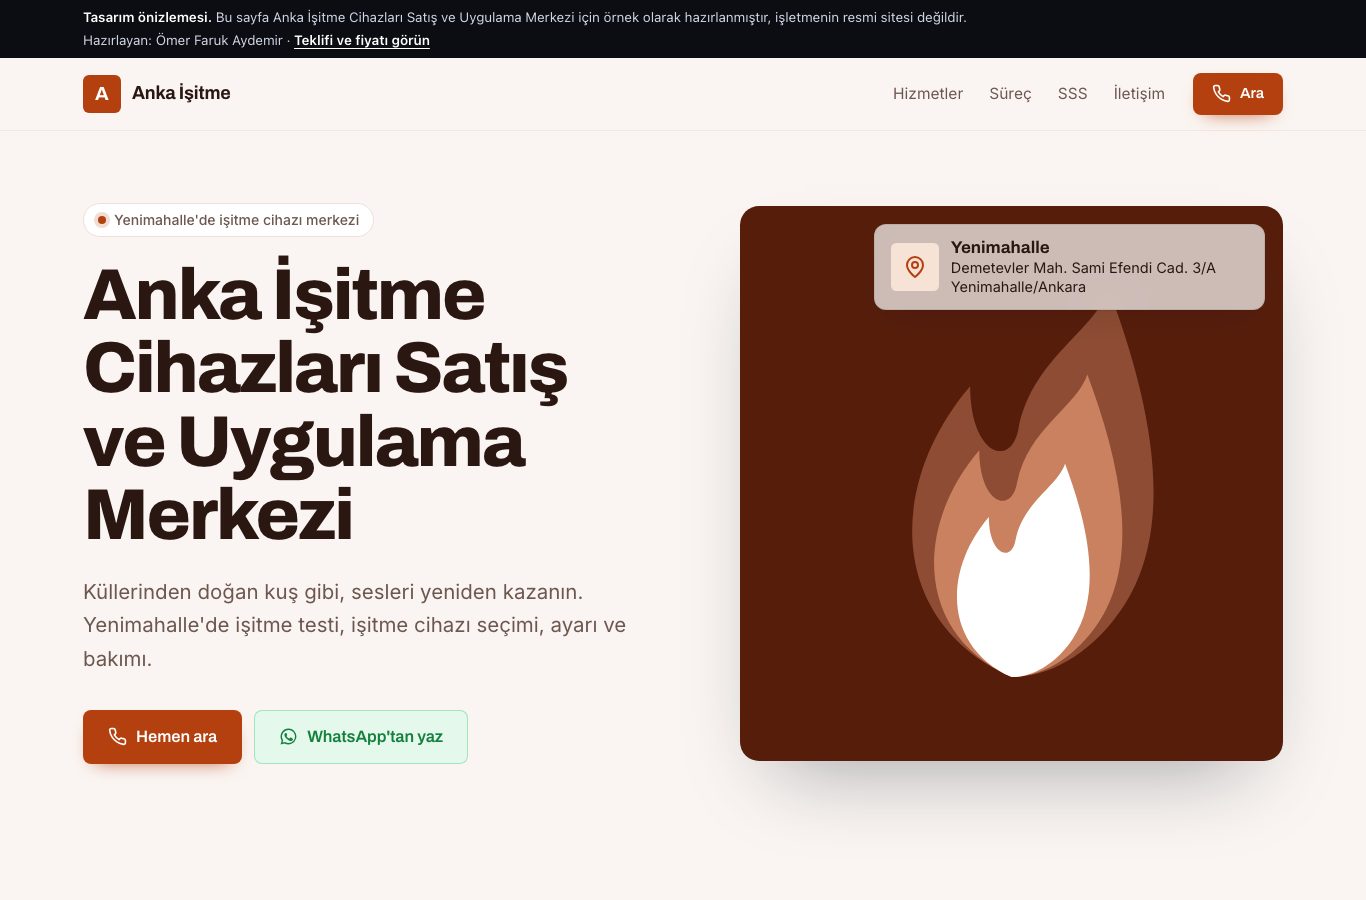 Tasarım önizlemesi. Bu sayfa Anka İşitme Cihazları Satış ve Uygulama Merkezi için örnek olarak hazırlanmıştır, işletmenin resmi sitesi değildir.
Hazırlayan: Ömer Faruk Aydemir · Teklifi ve fiyatı görün
A Anka İşitme
Hizmetler Süreç SSS İletişim Ara
Yenimahalle'de işitme cihazı merkezi
Anka İşitme
Cihazları Satış
ve Uygulama
Merkezi
Küllerinden doğan kuş gibi, sesleri yeniden kazanın.
Yenimahalle'de işitme testi, işitme cihazı seçimi, ayarı ve
bakımı.
Hemen ara WhatsApp'tan yaz
Yenimahalle
Demetevler Mah. Sami Efendi Cad. 3/A
Yenimahalle/Ankara